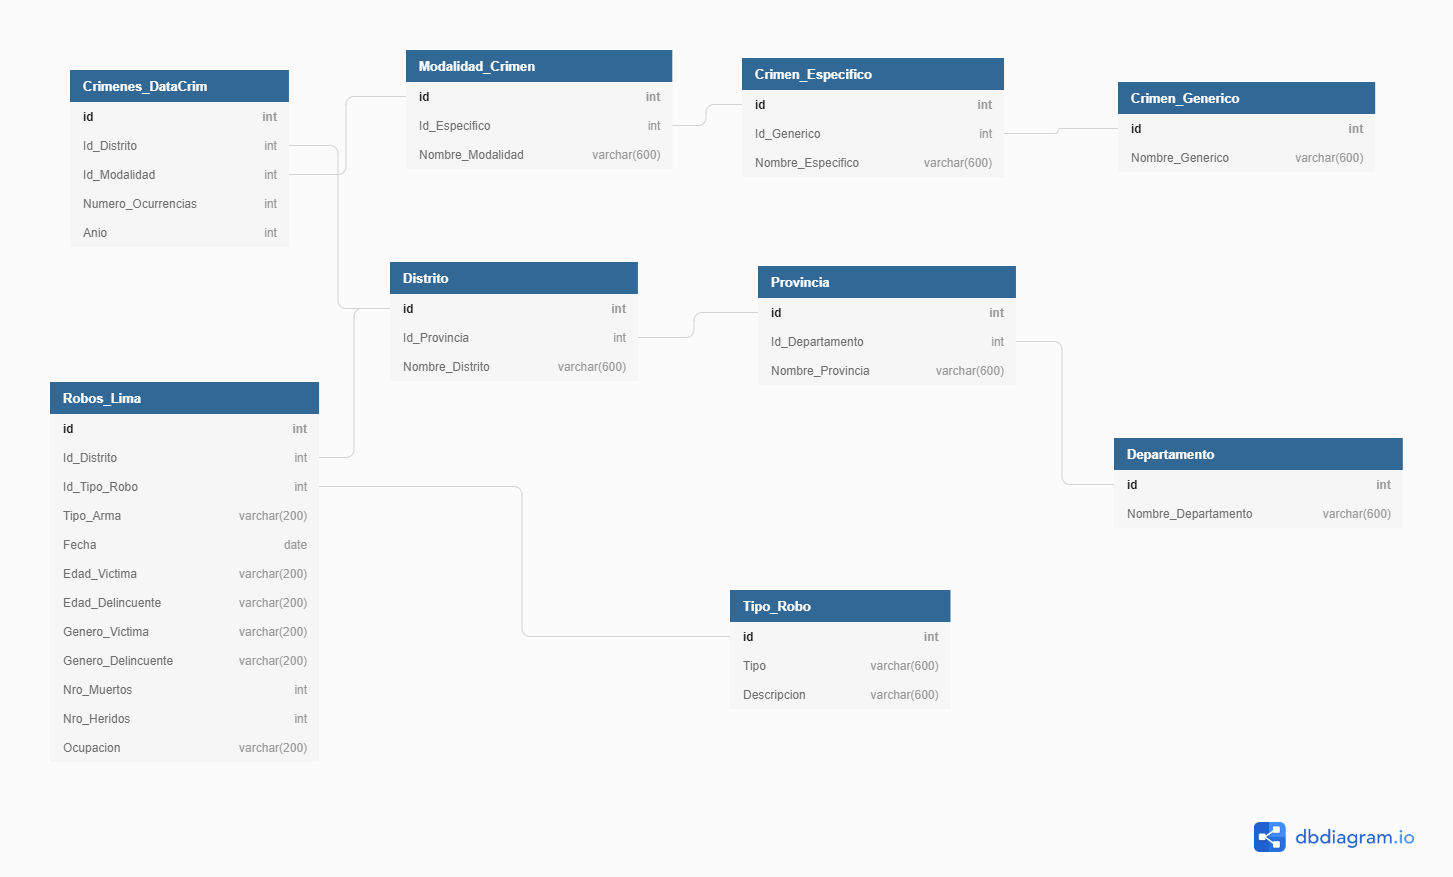 Crimenes_DataCrim
id int
Id_Distrito int
Id_Modalidad int
Numero_Ocurrencias int
Anio int
Modalidad_Crimen
id int
Id_Especifico int
Nombre_Modalidad varchar(600)
Crimen_Especifico
id int
Id_Generico int
Nombre_Especifico varchar(600)
Crimen_Generico
id int
Nombre_Generico varchar(600)
Distrito
id int
Id_Provincia int
Nombre_Distrito varchar(600)
Provincia
id int
Id_Departamento int
Nombre_Provincia varchar(600)
Robos_Lima
id int
Id_Distrito int
Id_Tipo_Robo int
Tipo_Arma varchar(200)
Fecha date
Edad_Victima varchar(200)
Edad_Delincuente varchar(200)
Genero_Victima varchar(200)
Genero_Delincuente varchar(200)
Nro_Muertos int
Nro_Heridos int
Ocupacion varchar(200)
Departamento
id int
Nombre_Departamento varchar(600)
Tipo_Robo
id int
Tipo varchar(600)
Descripcion varchar(600)
dbdiagram.io